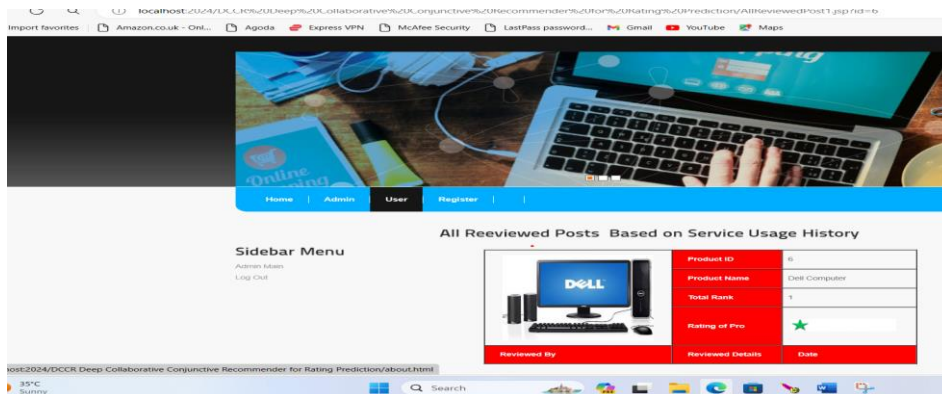 localhost:2024/DCCR%20Deep%20Collaborative%20Conjunctive%20Recommender%20for%20Rating%20Prediction/AllReviewedPost1.jsp?id=6
Import favorites Amazon.co.uk - Onl... Agoda Express VPN McAfee Security LastPass password... Gmail YouTube Maps
Online
Shopping
Home | Admin User Register | |
All Reeviewed Posts Based on Service Usage History
Sidebar Menu
Admin Main
Log Out
DELL
Product ID 6
Product Name Dell Computer
Total Rank 1
Rating of Pro
Reviewed By Reviewed Details Date
host:2024/DCCR Deep Collaborative Conjunctive Recommender for Rating Prediction/about.html
35°C
Sunny
Search